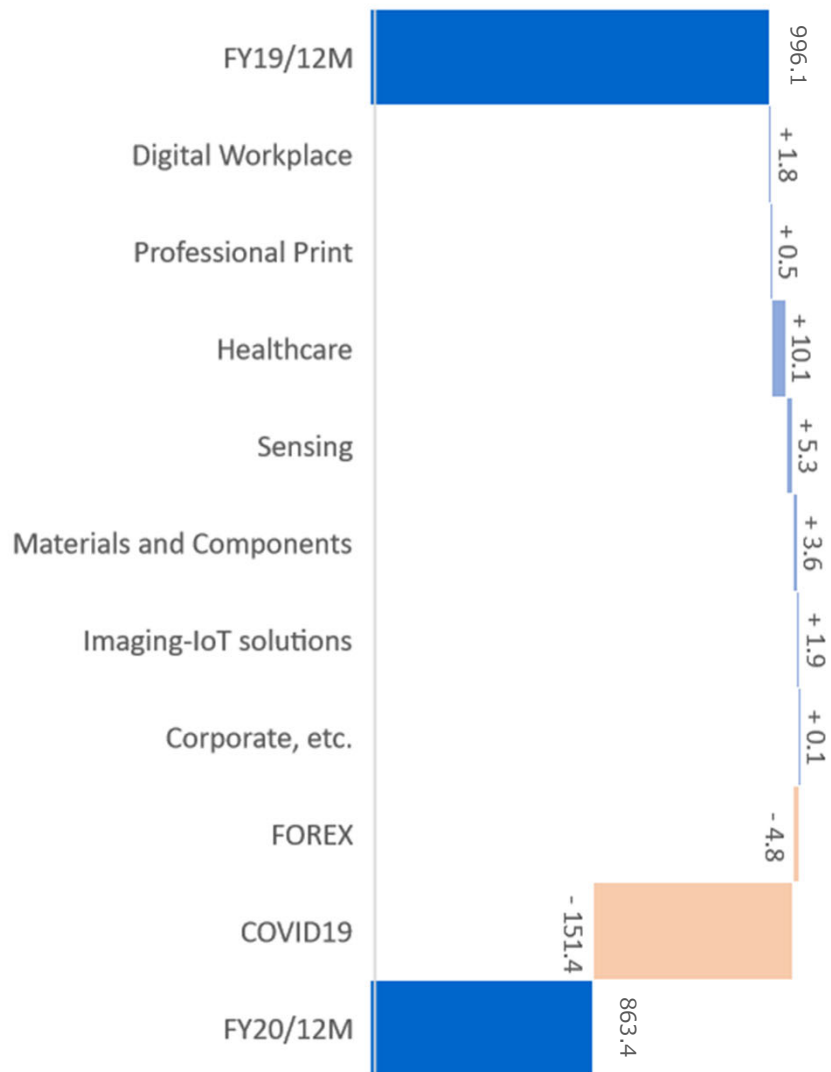 FY19/12M
996.1
Digital Workplace
+ 1.8
Professional Print
+ 0.5
Healthcare
+ 10.1
Sensing
+ 5.3
Materials and Components
+ 3.6
Imaging-IoT solutions
+ 1.9
Corporate, etc.
+ 0.1
FOREX
- 4.8
COVID19
- 151.4
FY20/12M
863.4